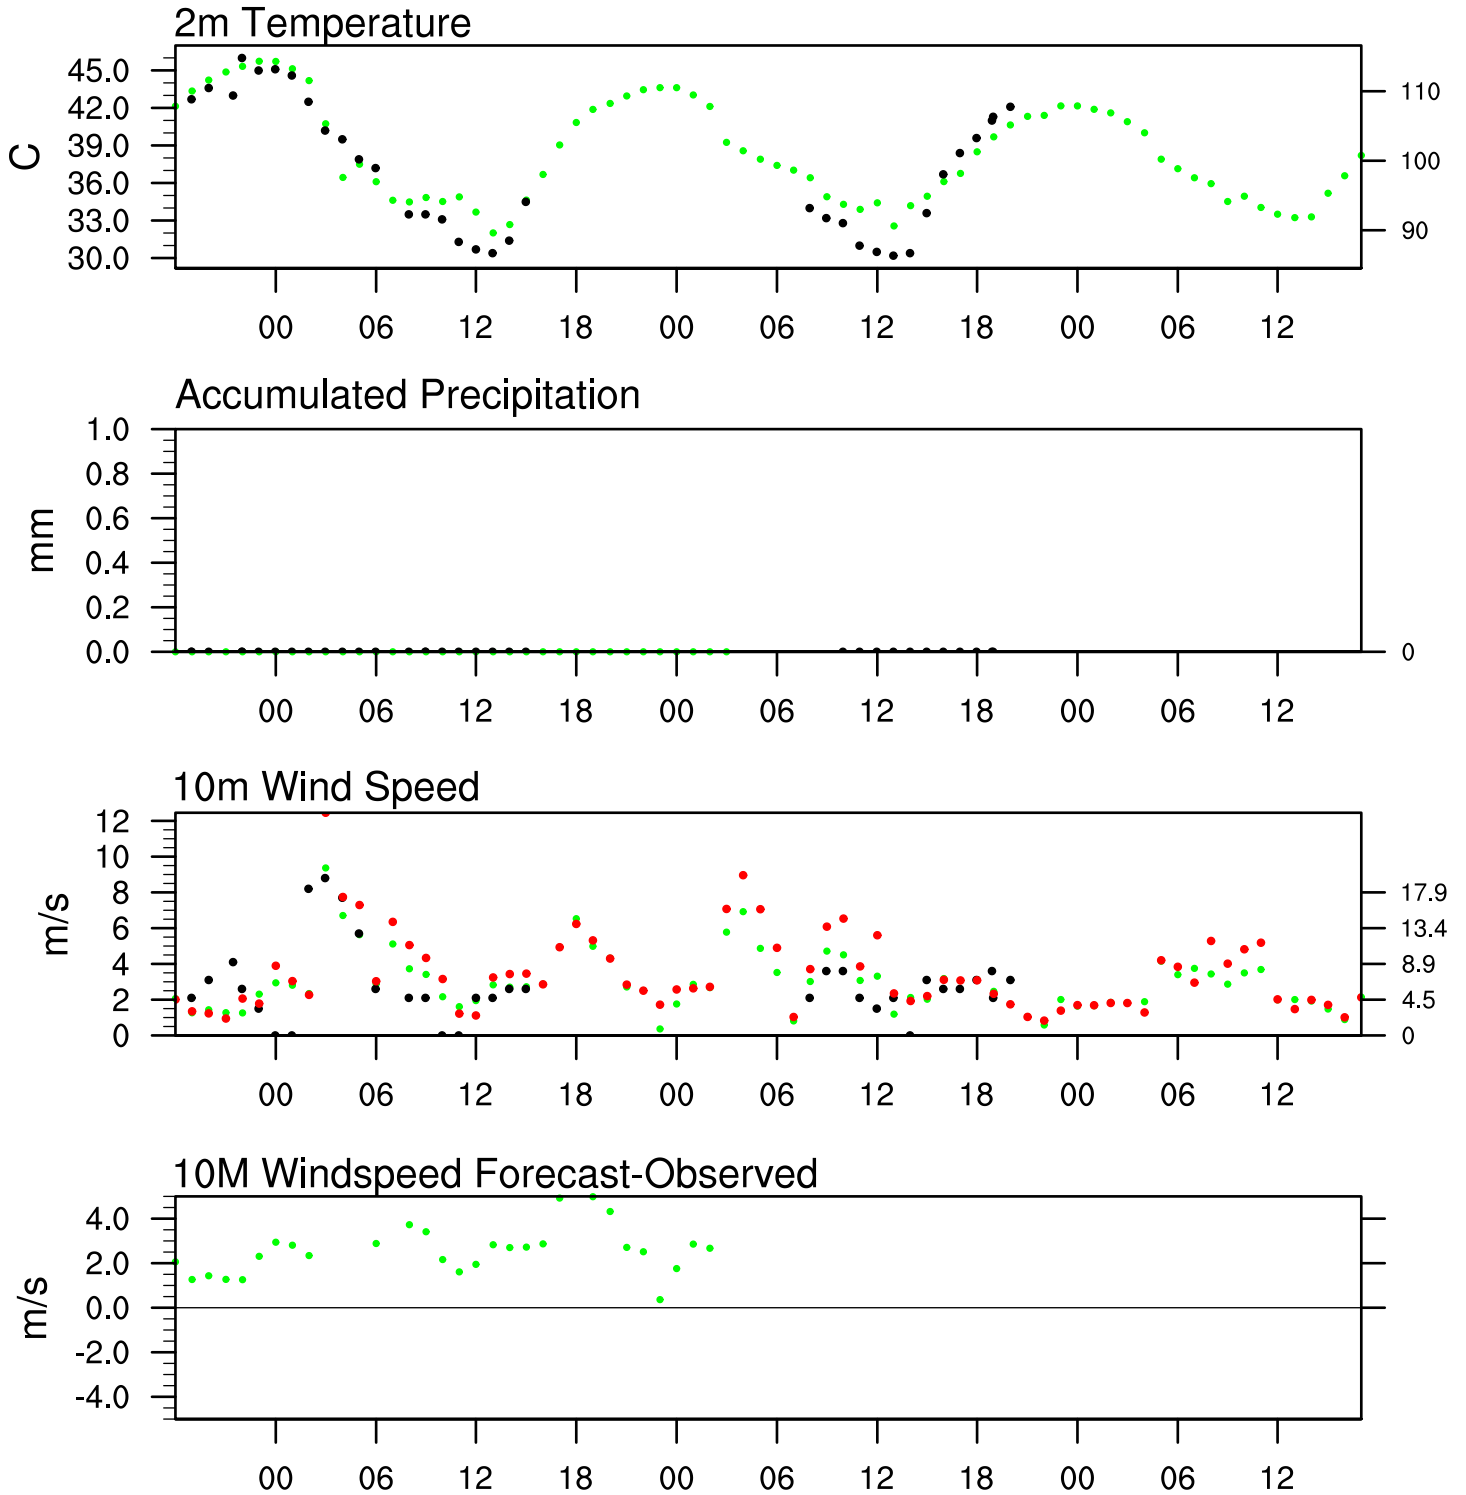 2m Temperature
45.0
42.0
39.0
36.0
33.0
30.0
C
110
100
90
00 06 12 18 00 06 12 18 00 06 12
Accumulated Precipitation
1.0
0.8
0.6
0.4
0.2
0.0
mm
0
00 06 12 18 00 06 12 18 00 06 12
10m Wind Speed
12
10
8
6
4
2
0
m/s
17.9
13.4
8.9
4.5
0
00 06 12 18 00 06 12 18 00 06 12
10M Windspeed Forecast-Observed
4.0
2.0
0.0
-2.0
-4.0
m/s
00 06 12 18 00 06 12 18 00 06 12